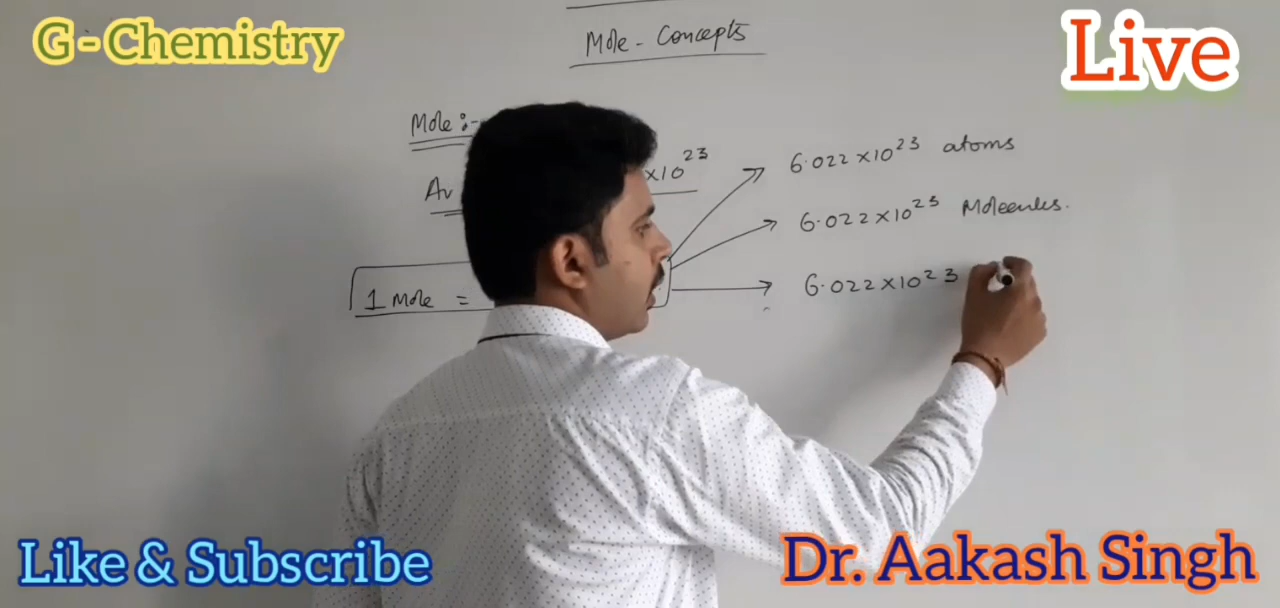 G - Chemistry
Live
Mole - Concepts
Mole :-
Av
×10²³
1 Mole =
6.022×10²³ atoms
6.022×10²³ Molecules.
6.022×10²³
Like & Subscribe
Dr. Aakash Singh